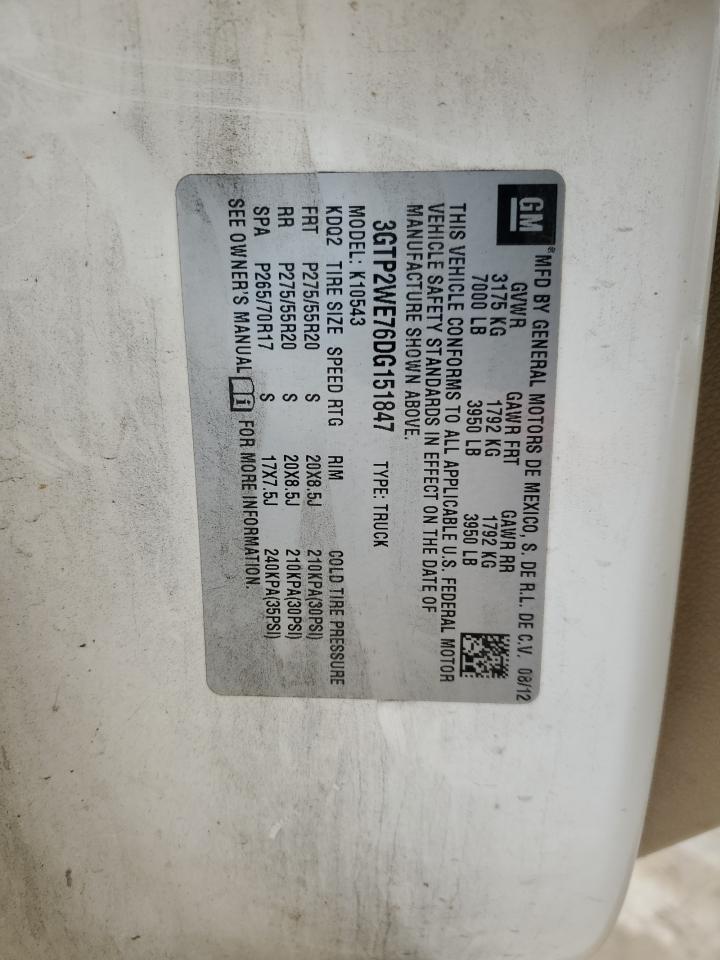 GM ® MFD BY GENERAL MOTORS DE MEXICO, S. DE R.L. DE C.V. 08/12
GVWR GAWR FRT GAWR RR
3175 KG 1792 KG 1792 KG
7000 LB 3950 LB 3950 LB
THIS VEHICLE CONFORMS TO ALL APPLICABLE U.S. FEDERAL MOTOR
VEHICLE SAFETY STANDARDS IN EFFECT ON THE DATE OF
MANUFACTURE SHOWN ABOVE.
3GTP2WE76DG151847 TYPE: TRUCK
MODEL: K10543
KDQ2 TIRE SIZE SPEED RTG RIM COLD TIRE PRESSURE
FRT P275/55R20 S 20X8.5J 210KPA(30PSI)
RR P275/55R20 S 20X8.5J 210KPA(30PSI)
SPA P265/70R17 S 17X7.5J 240KPA(35PSI)
SEE OWNER'S MANUAL i FOR MORE INFORMATION.